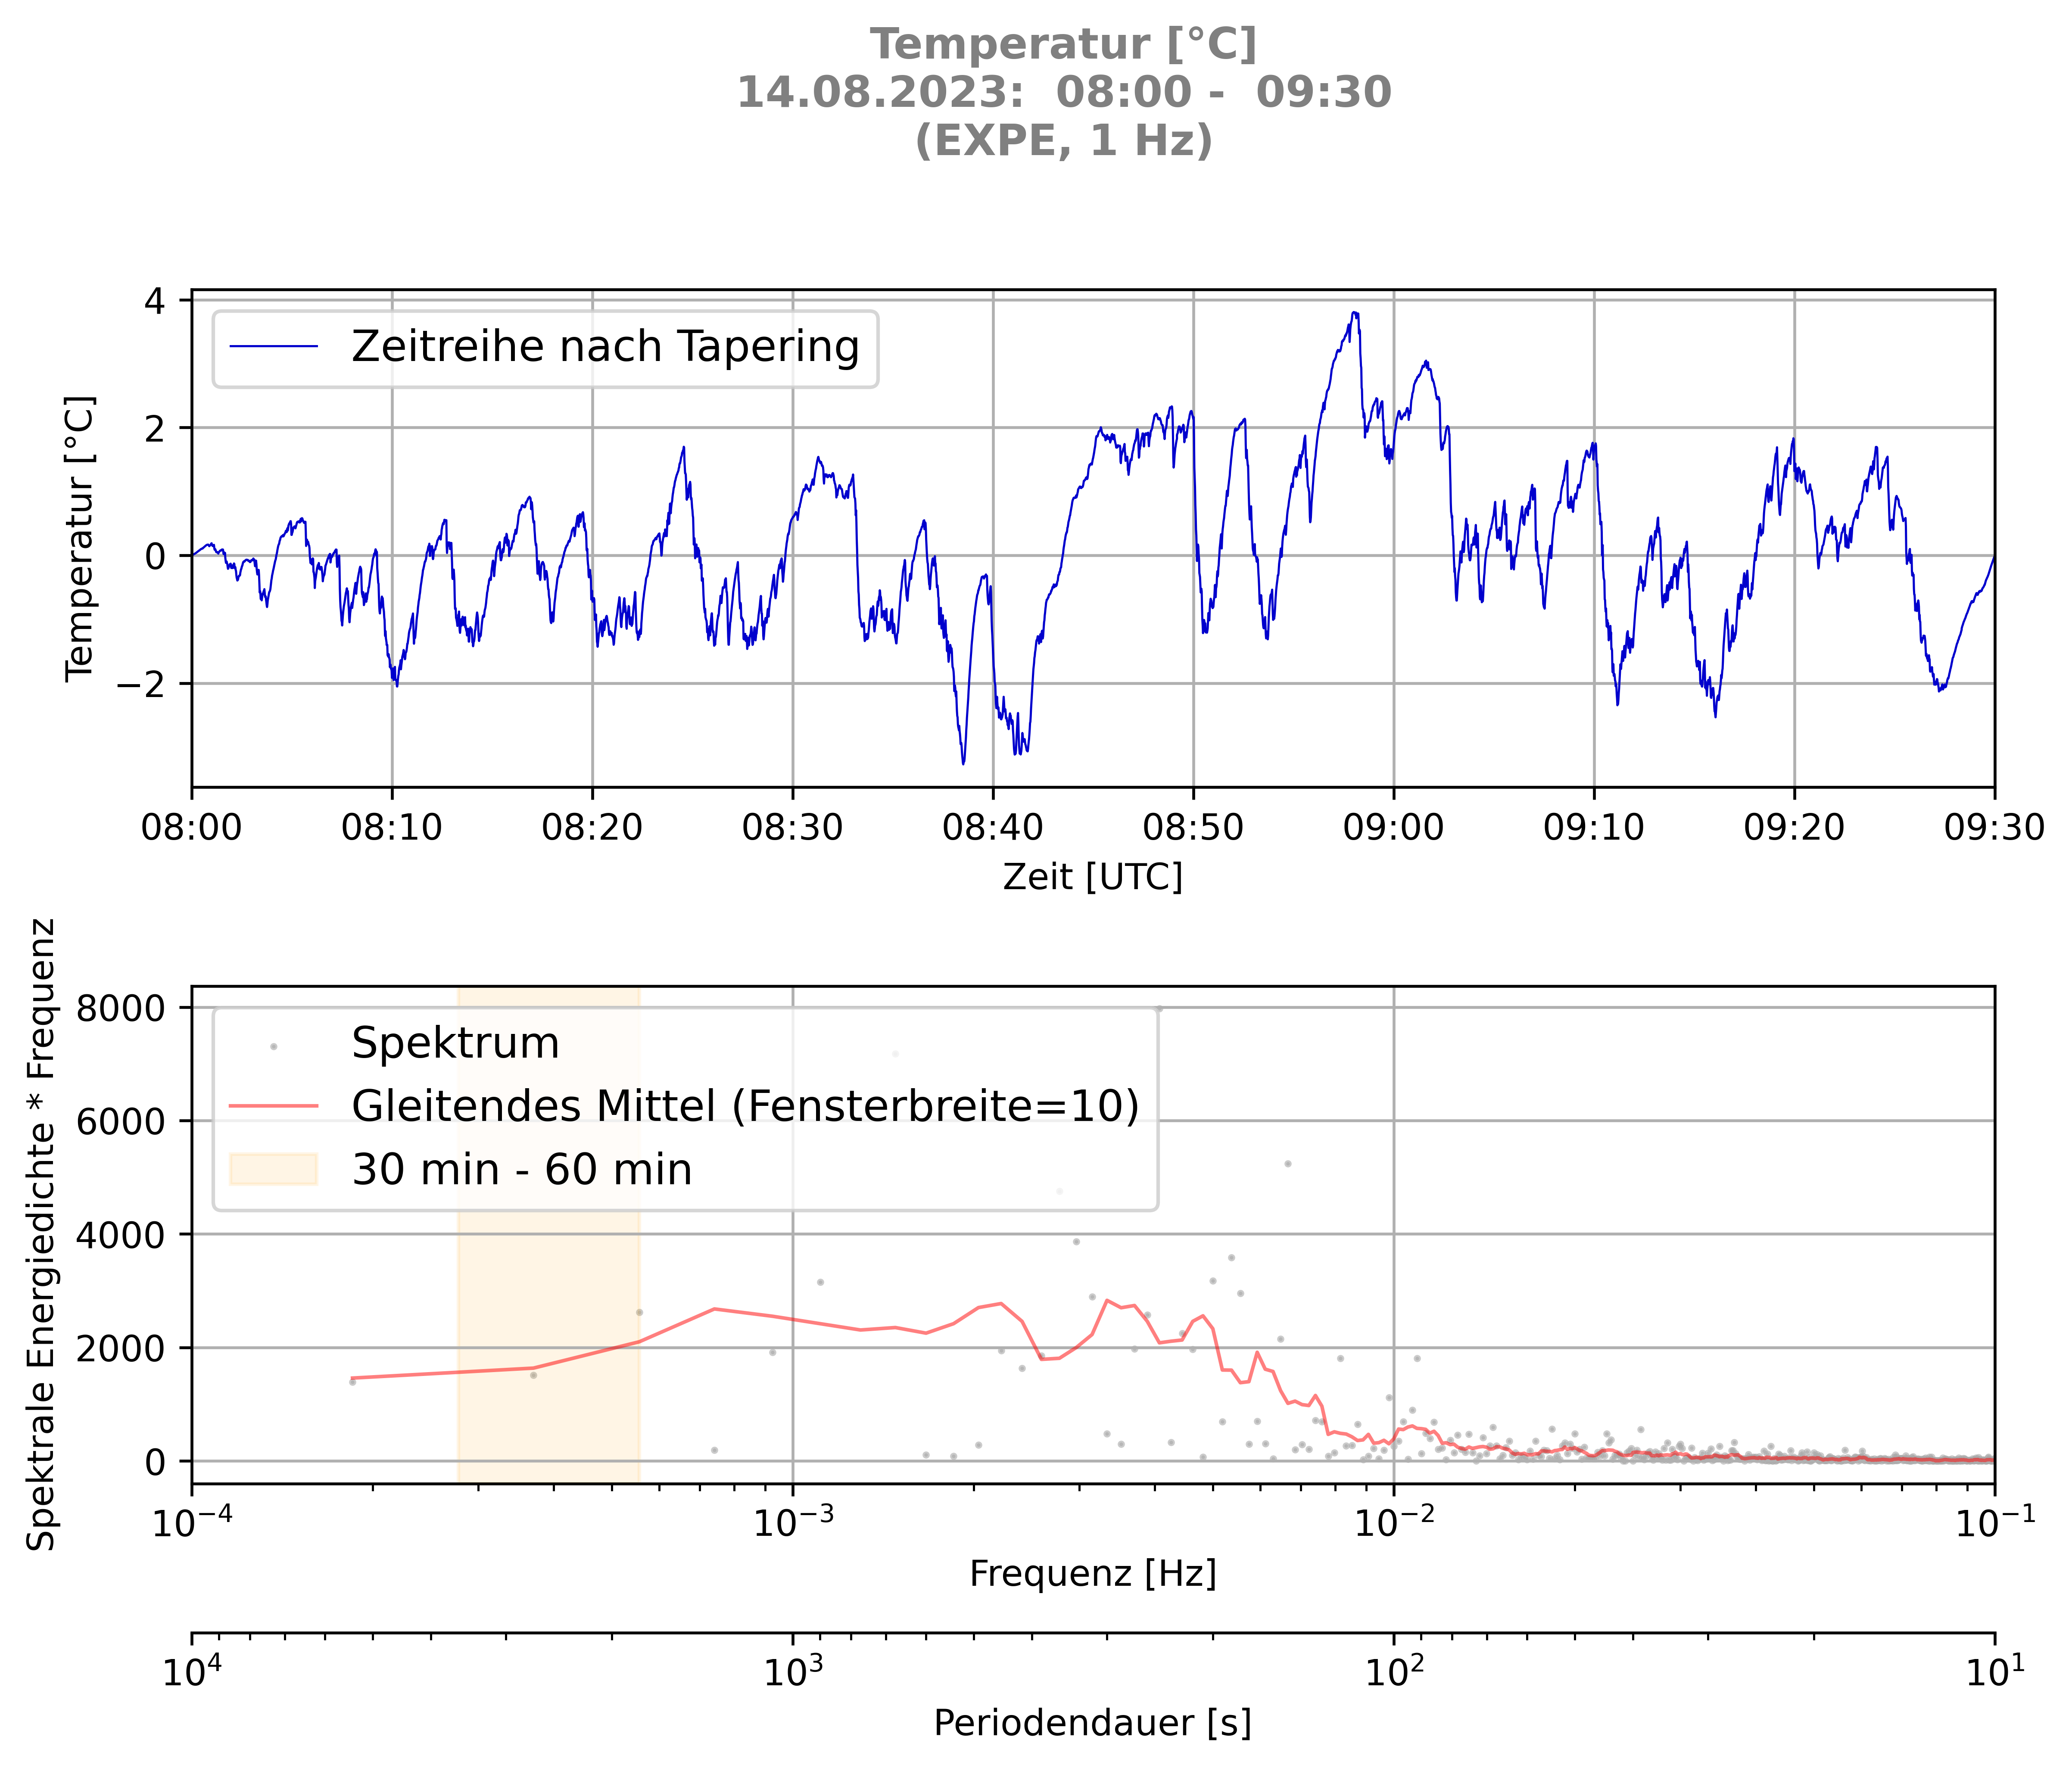 Temperatur [°C]
14.08.2023:  08:00 -  09:30
(EXPE, 1 Hz)
Temperatur [°C]
4
2
0
−2
Zeitreihe nach Tapering
08:00 08:10 08:20 08:30 08:40 08:50 09:00 09:10 09:20 09:30
Zeit [UTC]
Spektrale Energiedichte * Frequenz
8000
6000
4000
2000
0
Spektrum
Gleitendes Mittel (Fensterbreite=10)
30 min - 60 min
10⁻⁴ 10⁻³ 10⁻² 10⁻¹
Frequenz [Hz]
10⁴ 10³ 10² 10¹
Periodendauer [s]